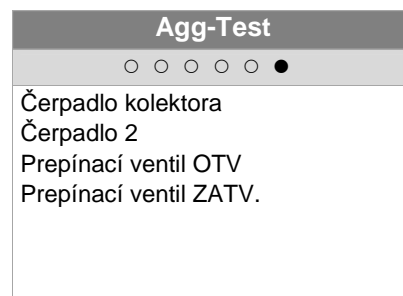 Agg-Test
Čerpadlo kolektora
Čerpadlo 2
Prepínací ventil OTV
Prepínací ventil ZATV.